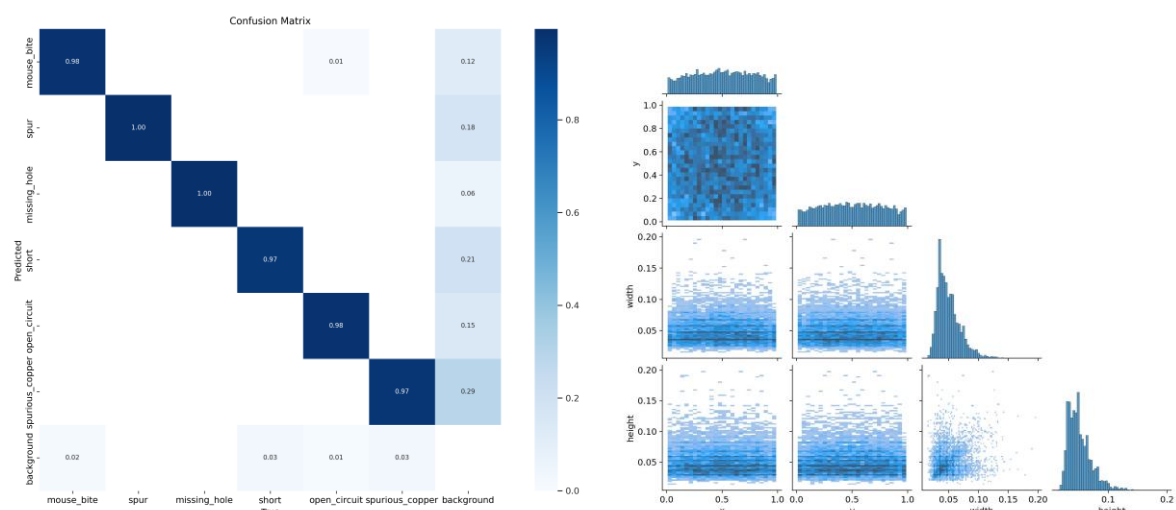 Confusion Matrix
mouse_bite
0.98
0.01
0.12
spur
1.00
0.18
missing_hole
1.00
0.06
Predicted
short
0.97
0.21
open_circuit
0.98
0.15
spurious_copper
0.97
0.29
background
0.02
0.03
0.01
0.03
mouse_bite spur missing_hole short open_circuit spurious_copper background
0.8
0.6
0.4
0.2
0.0
1.0
0.8
0.6
0.4
0.2
0.0
y
0.20
0.15
0.10
0.05
width
0.20
0.15
0.10
0.05
height
0.0 0.5 1.0 0.0 0.5 1.0 0.05 0.10 0.15 0.20 0.1 0.2
width